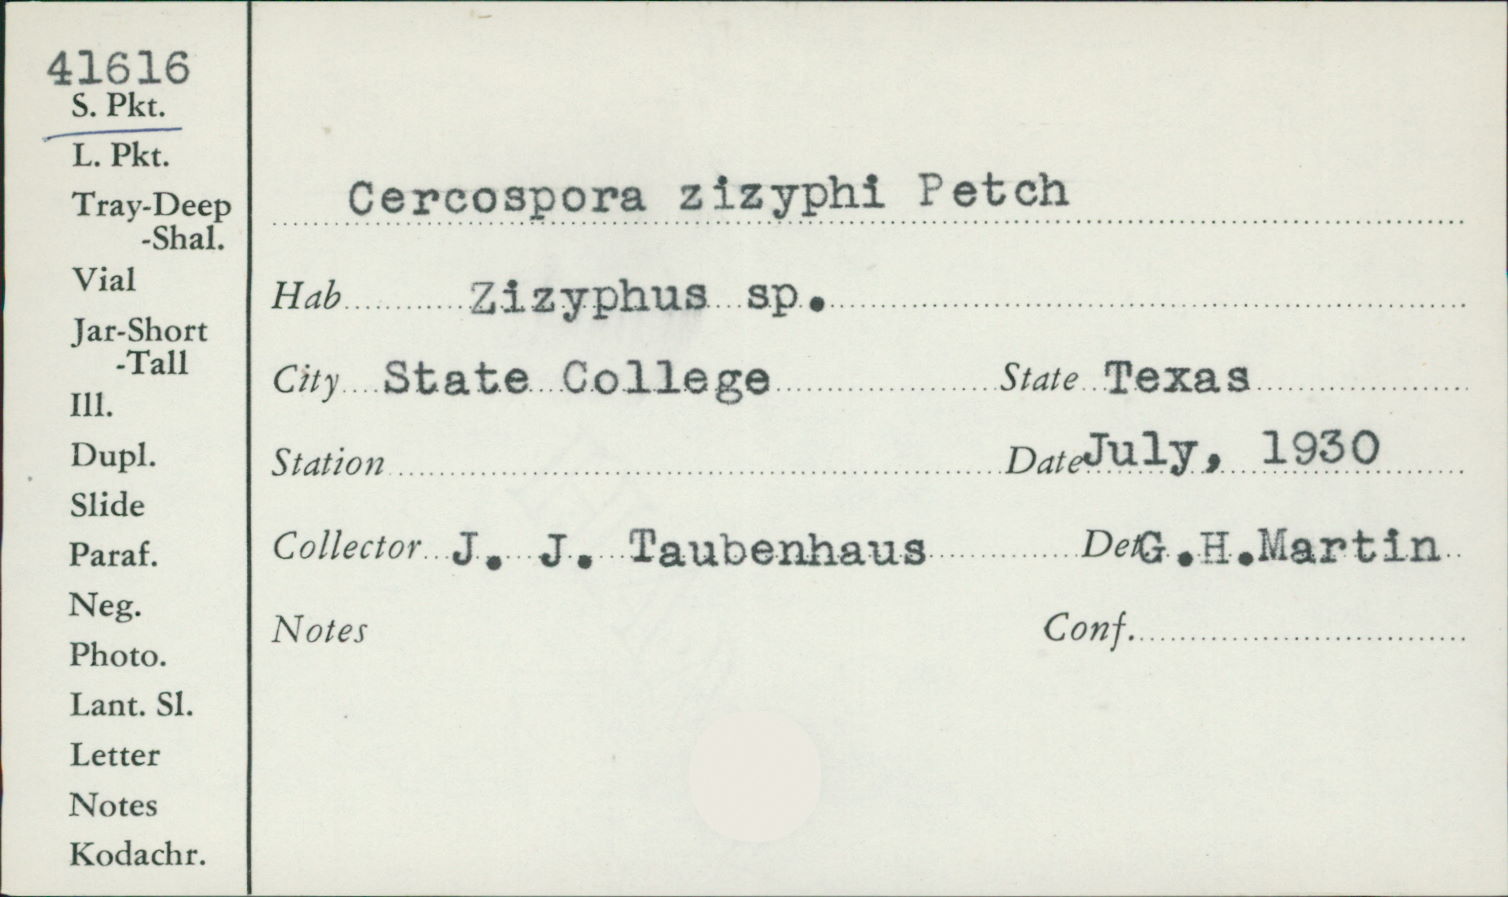 41616
S. Pkt.
L. Pkt.
Tray-Deep
-Shal.
Vial
Jar-Short
-Tall
Ill.
Dupl.
Slide
Paraf.
Neg.
Photo.
Lant. Sl.
Letter
Notes
Kodachr.
Cercospora zizyphi Petch
Hab Zizyphus sp.
City State College State Texas
Station Date July, 1930
Collector J. J. Taubenhaus Det G.H.Martin
Notes Conf.